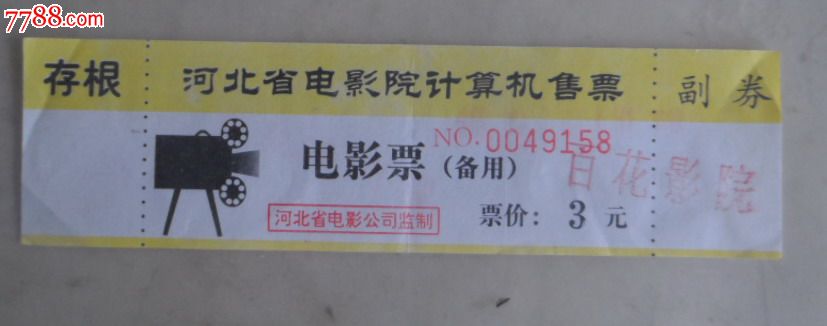 7788.com
存根
河北省电影院计算机售票
副券
NO.0049158
电影票(备用)
百花影院
河北省电影公司监制
票价：3元